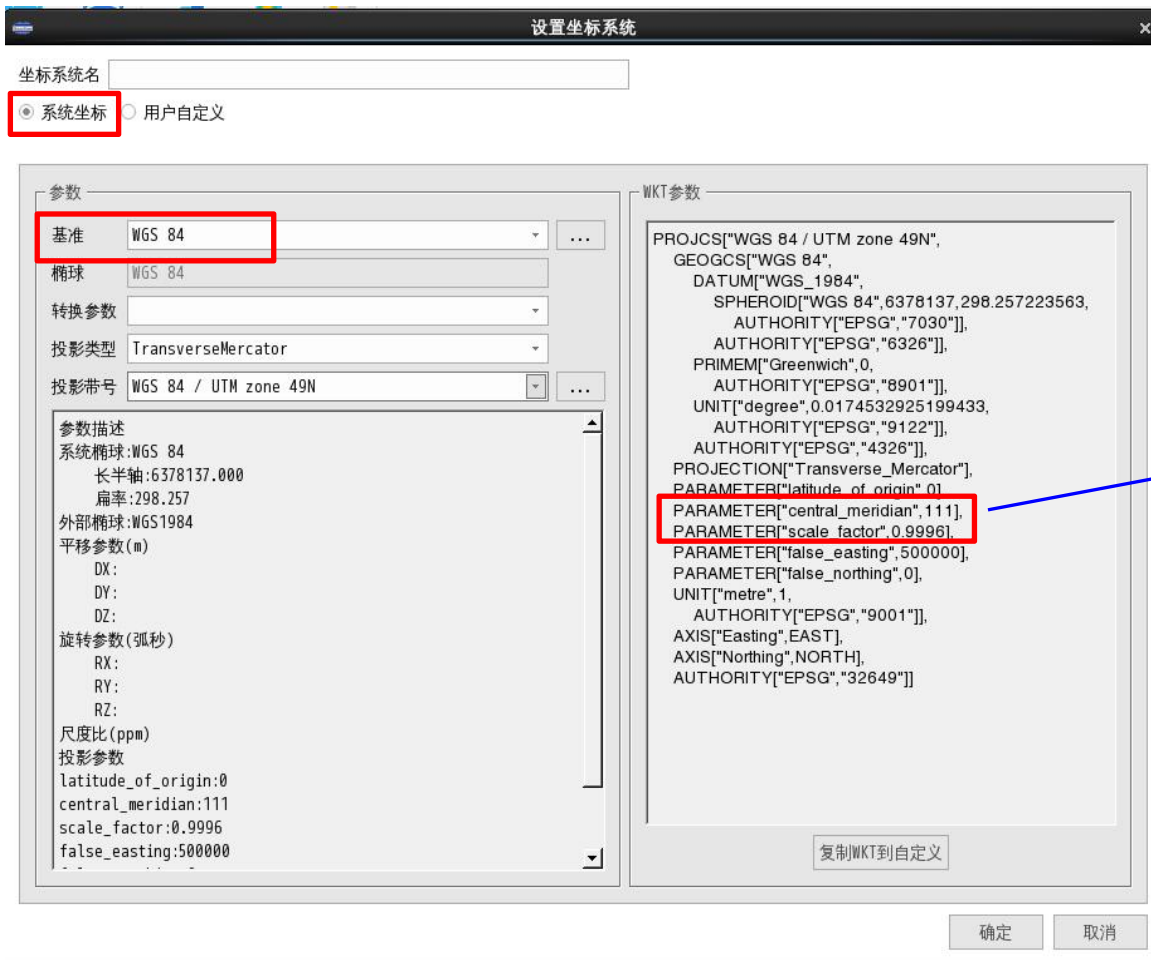 设置坐标系统
坐标系统名
系统坐标 用户自定义
参数
基准 WGS 84 ...
椭球 WGS 84
转换参数
投影类型 TransverseMercator
投影带号 WGS 84 / UTM zone 49N ...
参数描述
系统椭球:WGS 84
长半轴:6378137.000
扁率:298.257
外部椭球:WGS1984
平移参数(m)
DX:
DY:
DZ:
旋转参数(弧秒)
RX:
RY:
RZ:
尺度比(ppm)
投影参数
latitude_of_origin:0
central_meridian:111
scale_factor:0.9996
false_easting:500000
WKT参数
PROJCS["WGS 84 / UTM zone 49N",
GEOGCS["WGS 84",
DATUM["WGS_1984",
SPHEROID["WGS 84",6378137,298.257223563,
AUTHORITY["EPSG","7030"]],
AUTHORITY["EPSG","6326"]],
PRIMEM["Greenwich",0,
AUTHORITY["EPSG","8901"]],
UNIT["degree",0.0174532925199433,
AUTHORITY["EPSG","9122"]],
AUTHORITY["EPSG","4326"]],
PROJECTION["Transverse_Mercator"],
PARAMETER["latitude_of_origin",0],
PARAMETER["central_meridian",111],
PARAMETER["scale_factor",0.9996],
PARAMETER["false_easting",500000],
PARAMETER["false_northing",0],
UNIT["metre",1,
AUTHORITY["EPSG","9001"]],
AXIS["Easting",EAST],
AXIS["Northing",NORTH],
AUTHORITY["EPSG","32649"]]
复制WKT到自定义
确定 取消